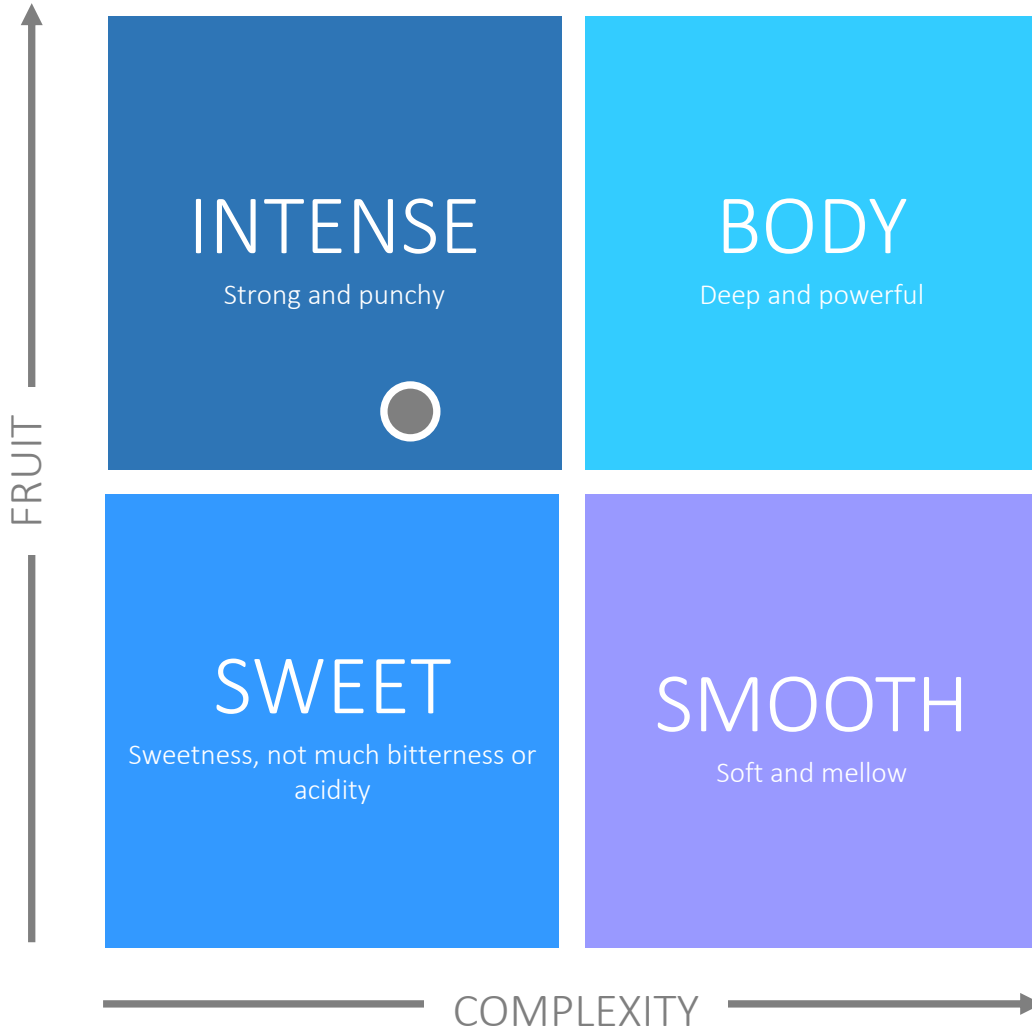 INTENSE
Strong and punchy
BODY
Deep and powerful
FRUIT
SWEET
Sweetness, not much bitterness or
acidity
SMOOTH
Soft and mellow
COMPLEXITY